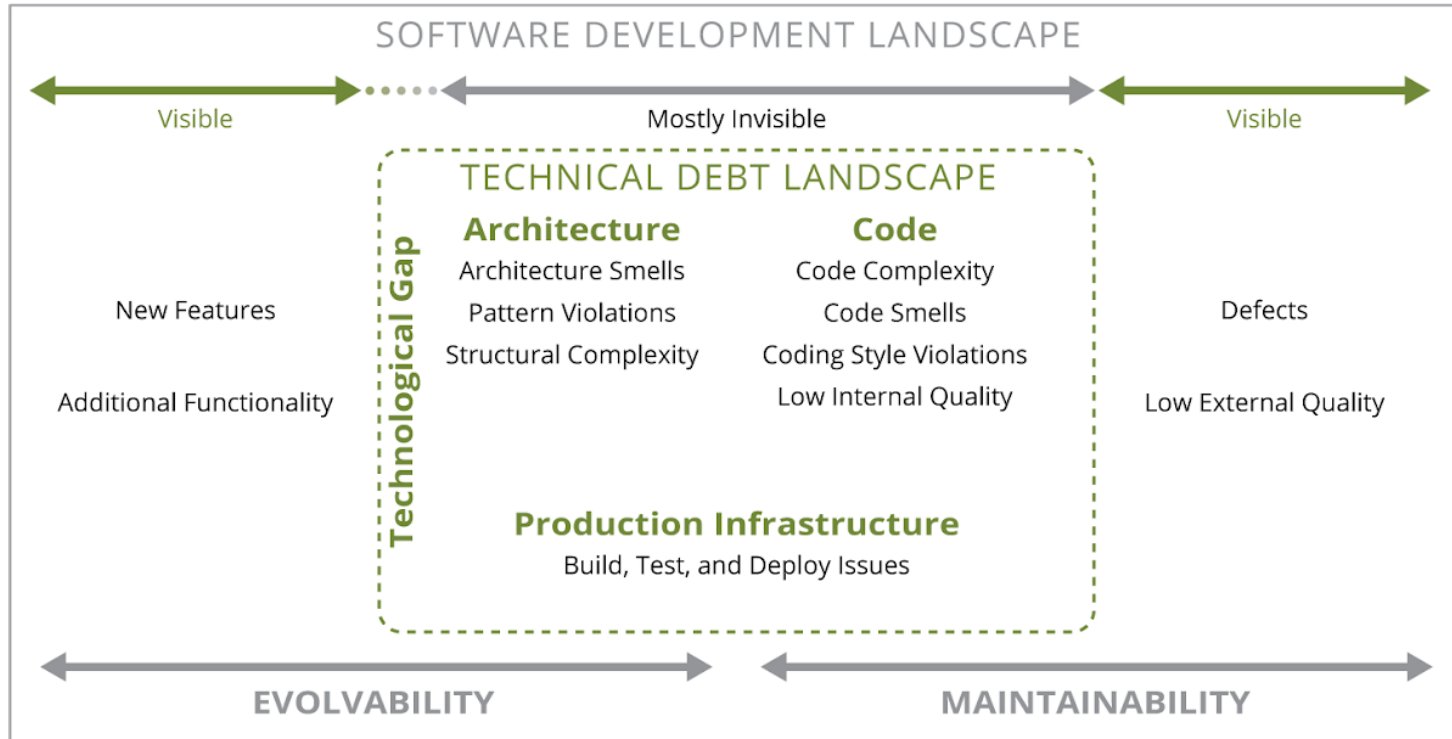 SOFTWARE DEVELOPMENT LANDSCAPE
Visible
Mostly Invisible
Visible
TECHNICAL DEBT LANDSCAPE
Technological Gap
Architecture
Architecture Smells
Pattern Violations
Structural Complexity
Code
Code Complexity
Code Smells
Coding Style Violations
Low Internal Quality
New Features
Additional Functionality
Defects
Low External Quality
Production Infrastructure
Build, Test, and Deploy Issues
EVOLVABILITY
MAINTAINABILITY